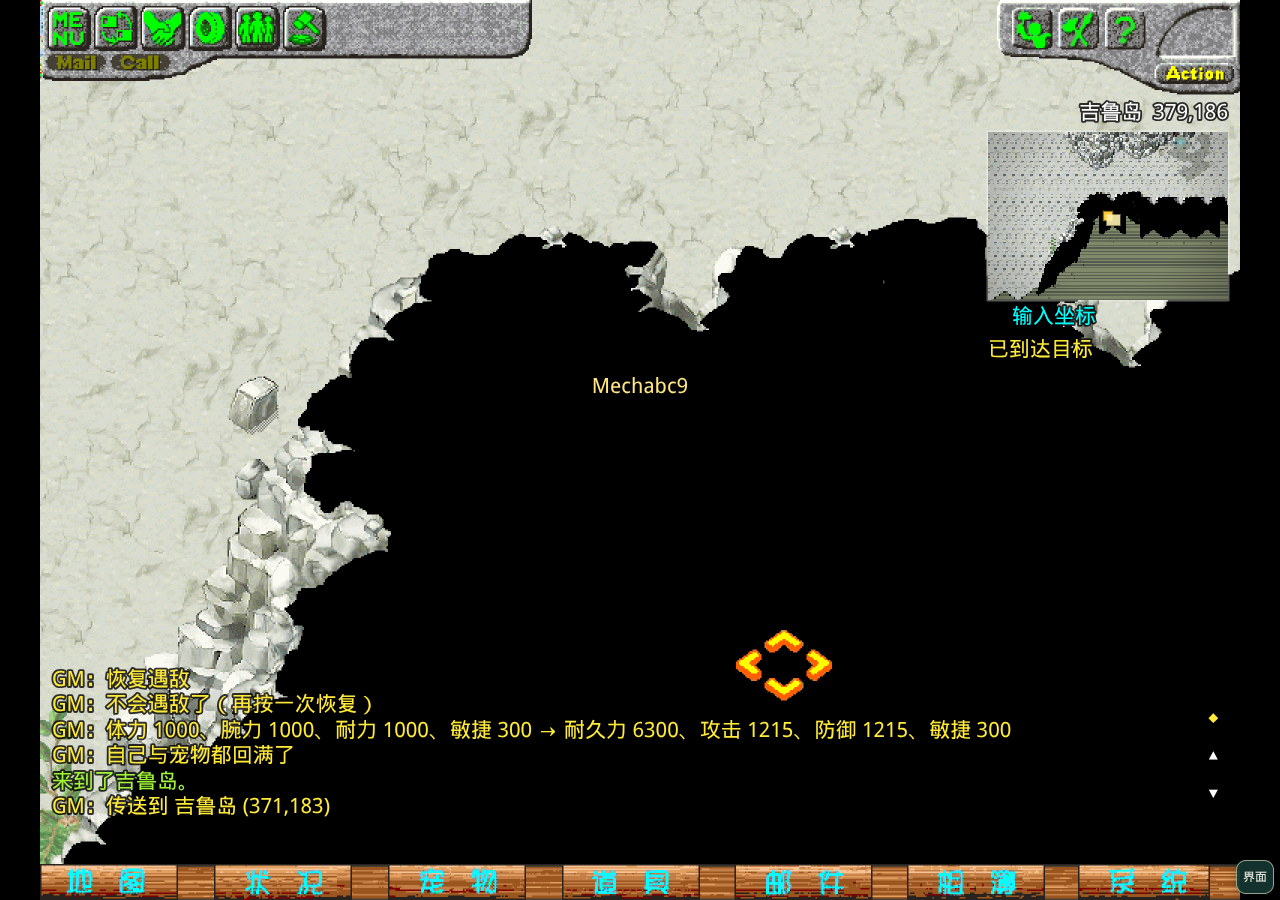 MENU
Mail Call
Action
吉鲁岛 379,186
输入坐标
已到达目标
Mechabc9
GM：恢复遇敌
GM：不会遇敌了（再按一次恢复）
GM：体力 1000、腕力 1000、耐力 1000、敏捷 300 → 耐久力 6300、攻击 1215、防御 1215、敏捷 300
GM：自己与宠物都回满了
来到了吉鲁岛。
GM：传送到 吉鲁岛 (371,183)
地图 状况 宠物 道具 邮件 相簿 系统
界面